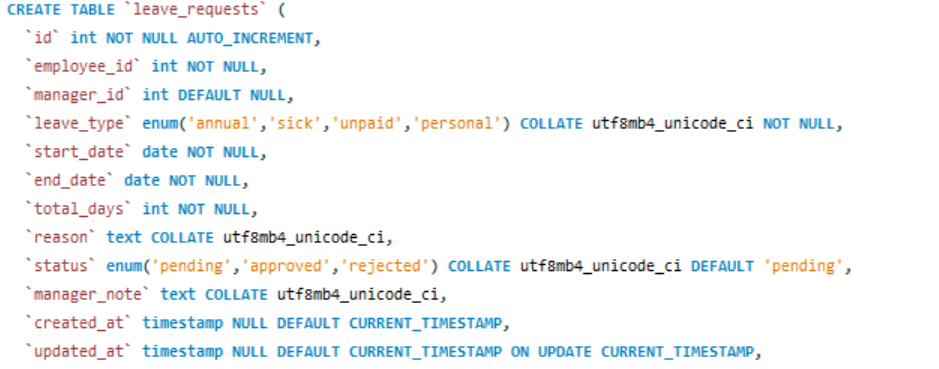 CREATE TABLE `leave_requests` (
`id` int NOT NULL AUTO_INCREMENT,
`employee_id` int NOT NULL,
`manager_id` int DEFAULT NULL,
`leave_type` enum('annual','sick','unpaid','personal') COLLATE utf8mb4_unicode_ci NOT NULL,
`start_date` date NOT NULL,
`end_date` date NOT NULL,
`total_days` int NOT NULL,
`reason` text COLLATE utf8mb4_unicode_ci,
`status` enum('pending','approved','rejected') COLLATE utf8mb4_unicode_ci DEFAULT 'pending',
`manager_note` text COLLATE utf8mb4_unicode_ci,
`created_at` timestamp NULL DEFAULT CURRENT_TIMESTAMP,
`updated_at` timestamp NULL DEFAULT CURRENT_TIMESTAMP ON UPDATE CURRENT_TIMESTAMP,